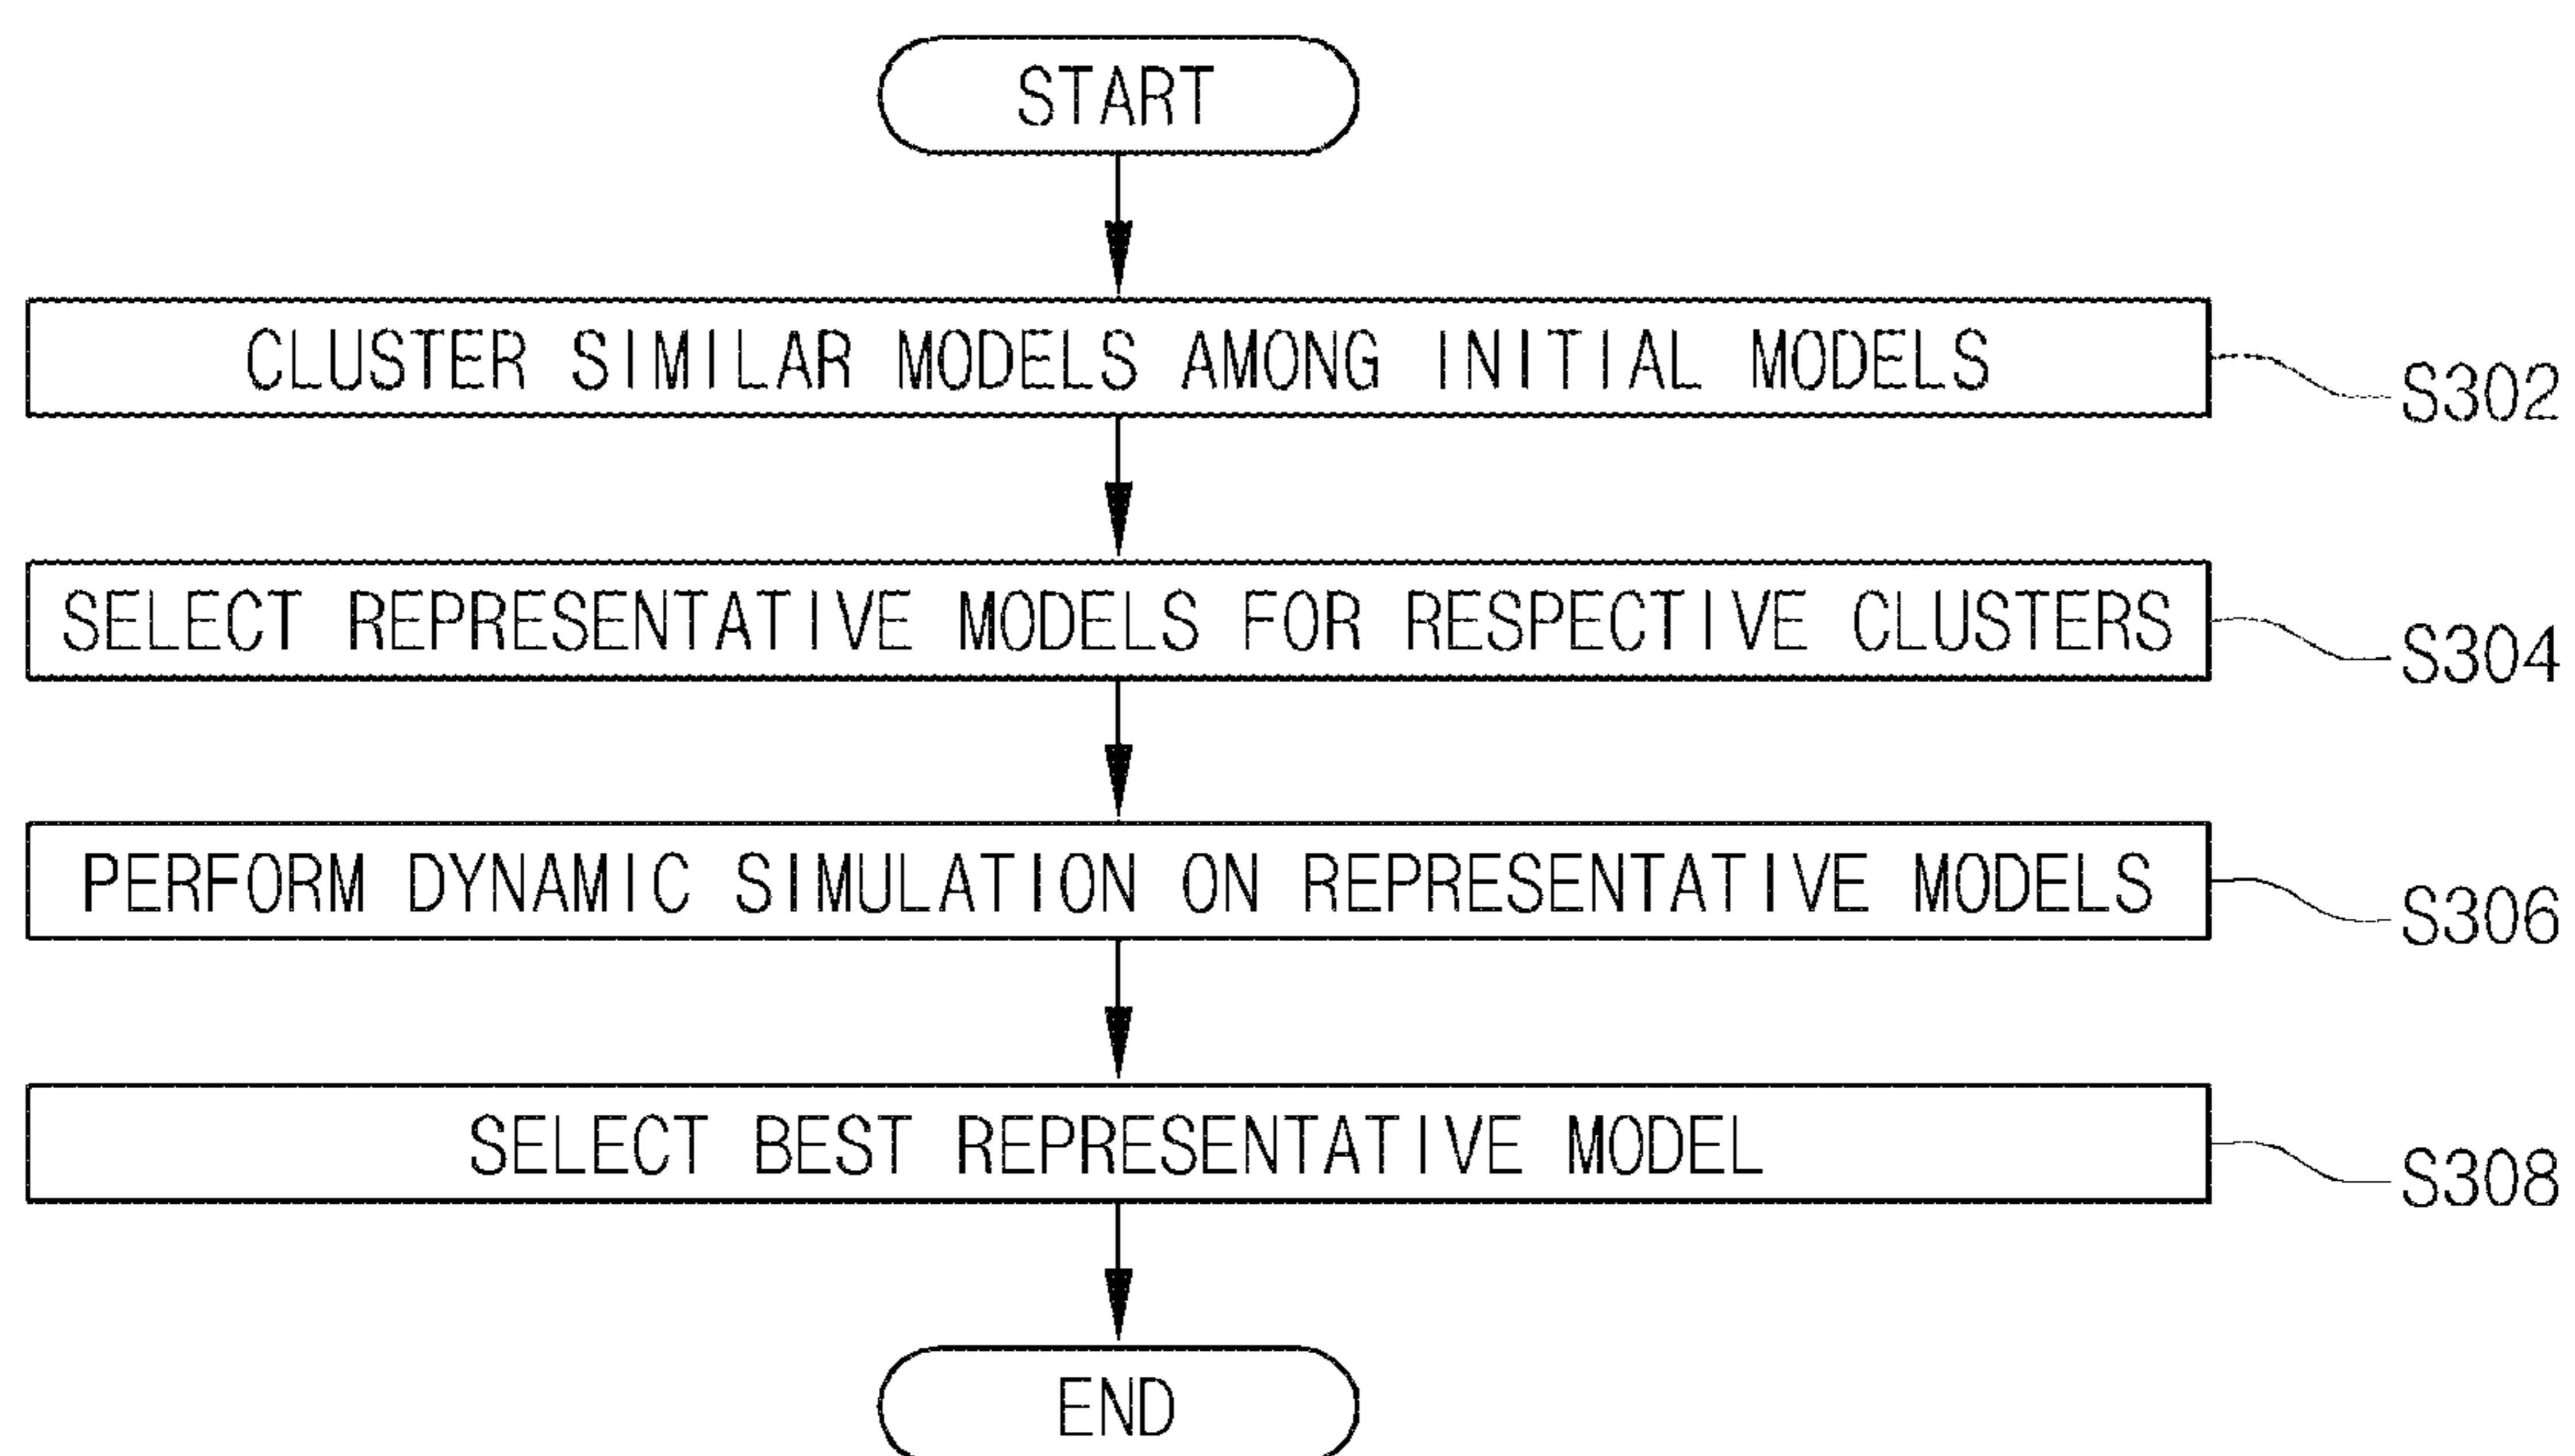 START
CLUSTER SIMILAR MODELS AMONG INITIAL MODELS
S302
SELECT REPRESENTATIVE MODELS FOR RESPECTIVE CLUSTERS
S304
PERFORM DYNAMIC SIMULATION ON REPRESENTATIVE MODELS
S306
SELECT BEST REPRESENTATIVE MODEL
S308
END